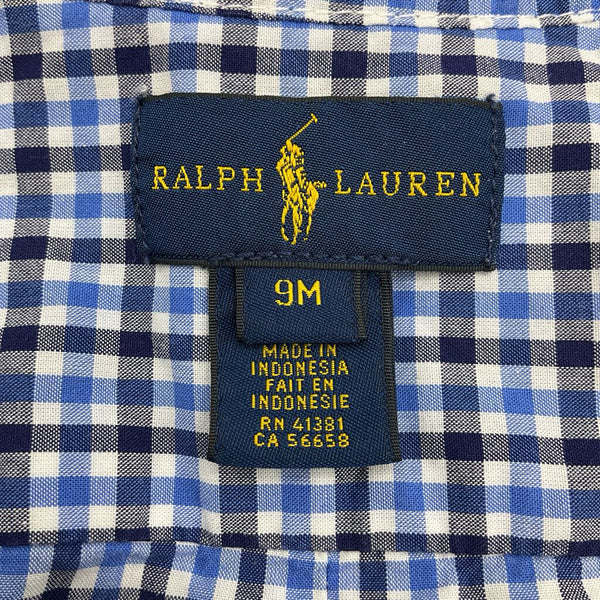 RALPH LAUREN
9M
MADE IN
INDONESIA
FAIT EN
INDONESIE
RN 41381
CA 56658